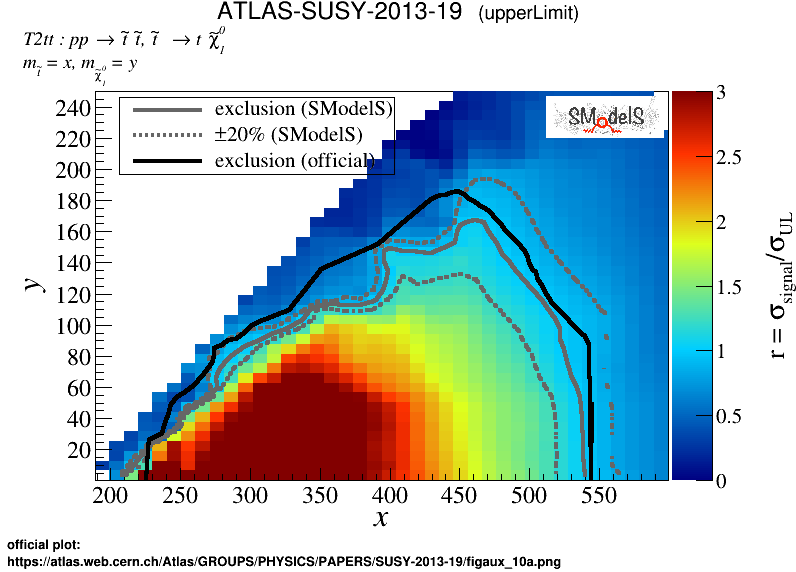 ATLAS-SUSY-2013-19 (upperLimit)
T2tt : pp → t̃ t̃, t̃ → t χ̃⁰₁
m_t̃ = x, m_χ̃⁰₁ = y
exclusion (SModelS)
±20% (SModelS)
exclusion (official)
SModelS
240
220
200
180
160
140
120
100
80
60
40
20
y
200 250 300 350 400 450 500 550
x
3
2.5
2
1.5
1
0.5
0
r = σ_signal/σ_UL
official plot:
https://atlas.web.cern.ch/Atlas/GROUPS/PHYSICS/PAPERS/SUSY-2013-19/figaux_10a.png